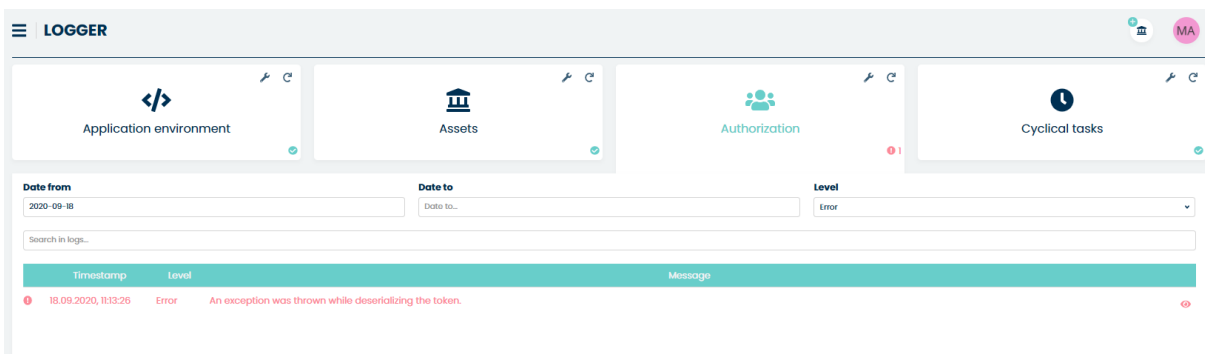 LOGGER
MA
Application environment
Assets
Authorization
1
Cyclical tasks
Date from
Date to
Level
2020-09-18
Date to...
Error
Search in logs...
Timestamp Level Message
18.09.2020, 11:13:26 Error An exception was thrown while deserializing the token.